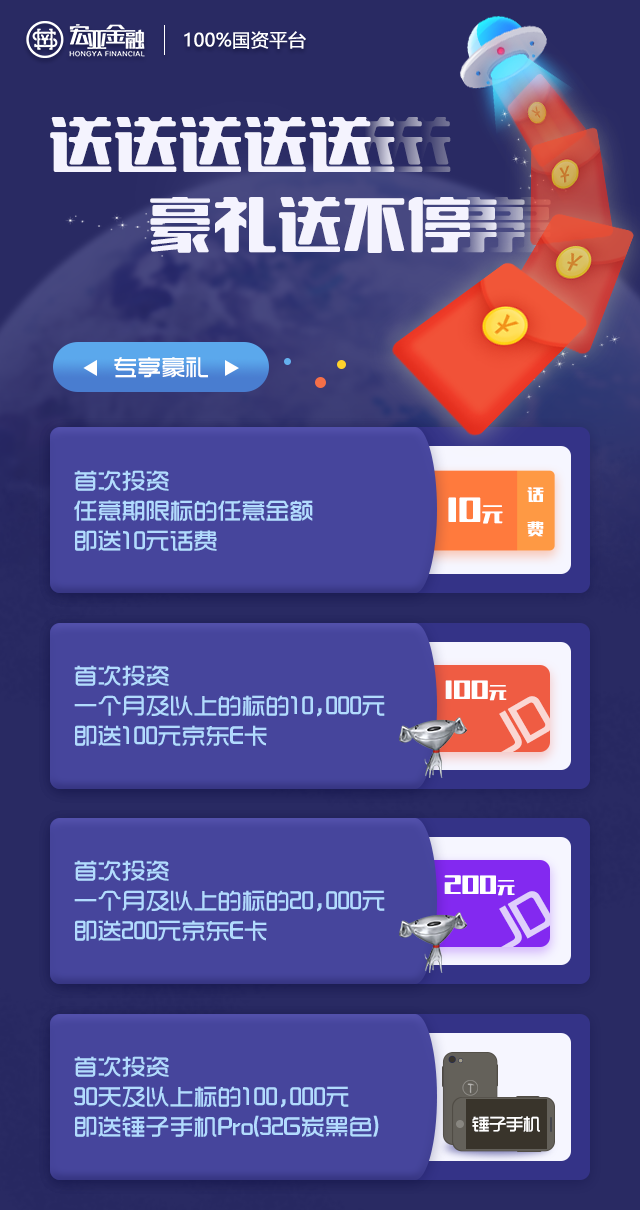 宏亚金融
HONGYA FINANCIAL
100%国资平台
送送送送送
豪礼送不停
专享豪礼
首次投资
任意期限标的任意金额
即送10元话费
10元
话费
首次投资
一个月及以上的标的10,000元
即送100元京东E卡
100元
JD
首次投资
一个月及以上的标的20,000元
即送200元京东E卡
200元
JD
首次投资
90天及以上标的100,000元
即送锤子手机Pro(32G炭黑色)
锤子手机